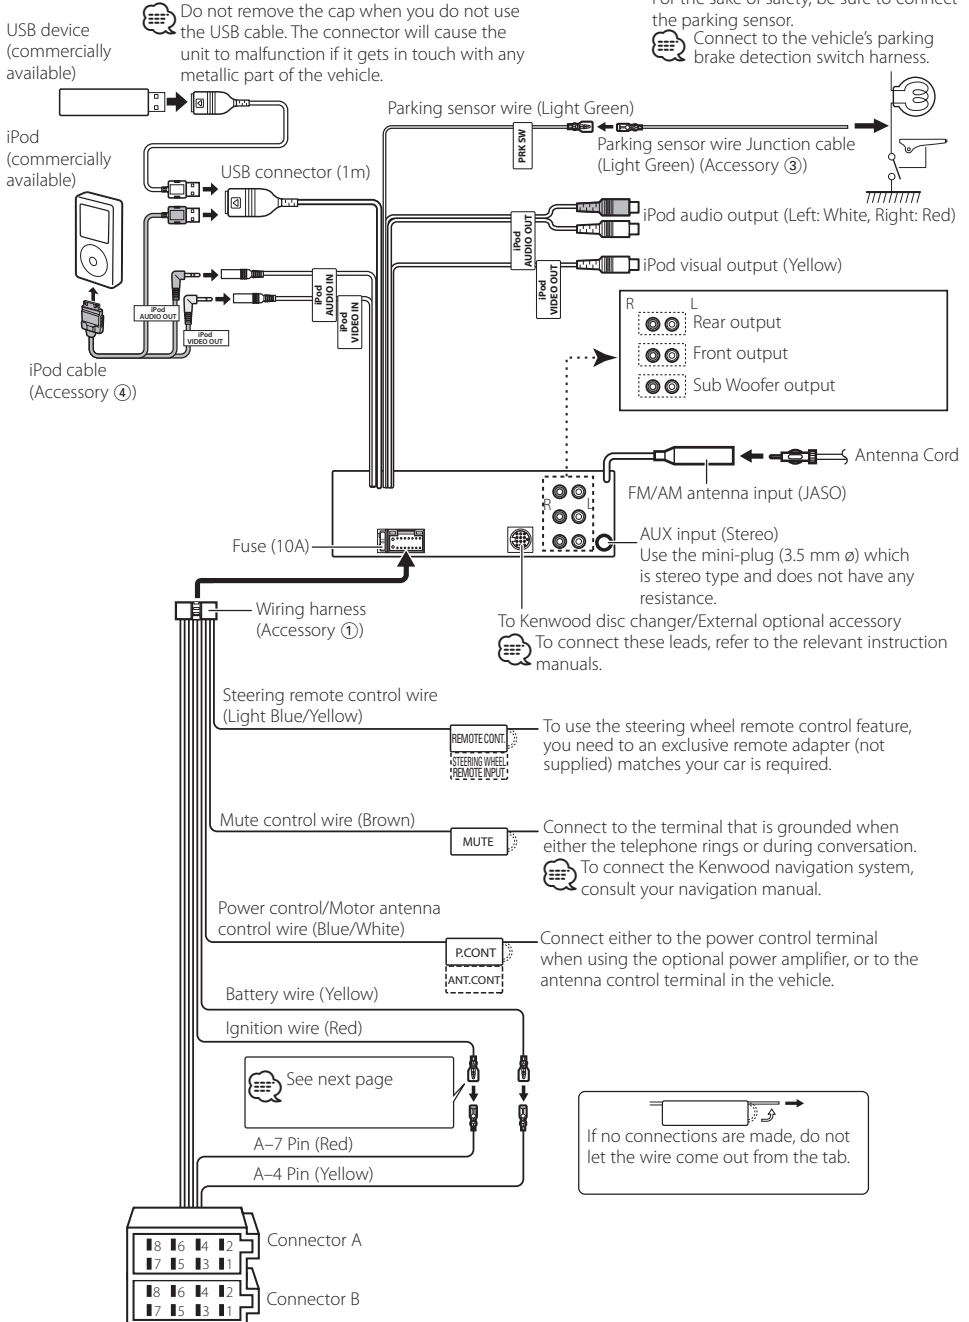 Do not remove the cap when you do not use
the USB cable. The connector will cause the
unit to malfunction if it gets in touch with any
metallic part of the vehicle.
the parking sensor.
Connect to the vehicle's parking
brake detection switch harness.
USB device
(commercially
available)
iPod
(commercially
available)
USB connector (1m)
Parking sensor wire (Light Green)
PRK SW
Parking sensor wire Junction cable
(Light Green) (Accessory ③)
iPod
AUDIO OUT
iPod audio output (Left: White, Right: Red)
iPod
VIDEO OUT
iPod visual output (Yellow)
iPod
AUDIO IN
iPod
VIDEO IN
iPod
AUDIO OUT
iPod
VIDEO OUT
iPod cable
(Accessory ④)
R L
Rear output
Front output
Sub Woofer output
Antenna Cord
FM/AM antenna input (JASO)
R L
Fuse (10A)
AUX input (Stereo)
Use the mini-plug (3.5 mm ø) which
is stereo type and does not have any
resistance.
To Kenwood disc changer/External optional accessory
To connect these leads, refer to the relevant instruction
manuals.
Wiring harness
(Accessory ①)
Steering remote control wire
(Light Blue/Yellow)
REMOTE CONT.
STEERING WHEEL
REMOTE INPUT
To use the steering wheel remote control feature,
you need to an exclusive remote adapter (not
supplied) matches your car is required.
Mute control wire (Brown)
MUTE
Connect to the terminal that is grounded when
either the telephone rings or during conversation.
To connect the Kenwood navigation system,
consult your navigation manual.
Power control/Motor antenna
control wire (Blue/White)
P.CONT
ANT.CONT
Connect either to the power control terminal
when using the optional power amplifier, or to the
antenna control terminal in the vehicle.
Battery wire (Yellow)
Ignition wire (Red)
See next page
A–7 Pin (Red)
A–4 Pin (Yellow)
If no connections are made, do not
let the wire come out from the tab.
8 6 4 2
7 5 3 1
Connector A
8 6 4 2
7 5 3 1
Connector B